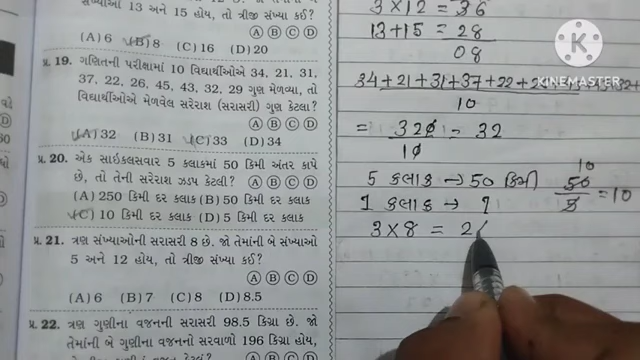 સંખ્યાઓ 13 અને 15 હોય, તો ત્રીજી સંખ્યા કઈ?
Ⓐ Ⓑ Ⓒ Ⓓ
(A) 6 (B) 8 (C) 16 (D) 20
પ્ર. 19. ગણિતની પરીક્ષામાં 10 વિદ્યાર્થીઓએ 34, 21, 31,
37, 22, 26, 45, 43, 32, 29 ગુણ મેળવ્યા, તો
વિદ્યાર્થીઓએ મેળવેલ સરેરાશ (સરાસરી) ગુણ કેટલા?
Ⓐ Ⓑ Ⓒ Ⓓ
(A) 32 (B) 31 (C) 33 (D) 34
પ્ર. 20. એક સાઇકલસવાર 5 કલાકમાં 50 કિમી અંતર કાપે
છે, તો તેની સરેરાશ ઝડપ કેટલી? Ⓐ Ⓑ Ⓒ Ⓓ
(A) 250 કિમી દર કલાક (B) 50 કિમી દર કલાક
(C) 10 કિમી દર કલાક (D) 5 કિમી દર કલાક
પ્ર. 21. ત્રણ સંખ્યાઓની સરાસરી 8 છે. જો તેમાંની બે સંખ્યાઓ
5 અને 12 હોય, તો ત્રીજી સંખ્યા કઈ?
Ⓐ Ⓑ Ⓒ Ⓓ
(A) 6 (B) 7 (C) 8 (D) 8.5
પ્ર. 22. ત્રણ ગુણીના વજનની સરાસરી 98.5 કિગ્રા છે. જો
તેમાંની બે ગુણીના વજનનો સરવાળો 196 કિગ્રા હોય,
3 × 12 = 36
13 + 15 = 28
08
34 + 21 + 31 + 37 + 22 +
10
= 320 = 32
10
5 કલાક → 50 કિમી 50 = 10
5
10
1 કલાક → ?
3 × 8 = 2
K
KINEMASTER